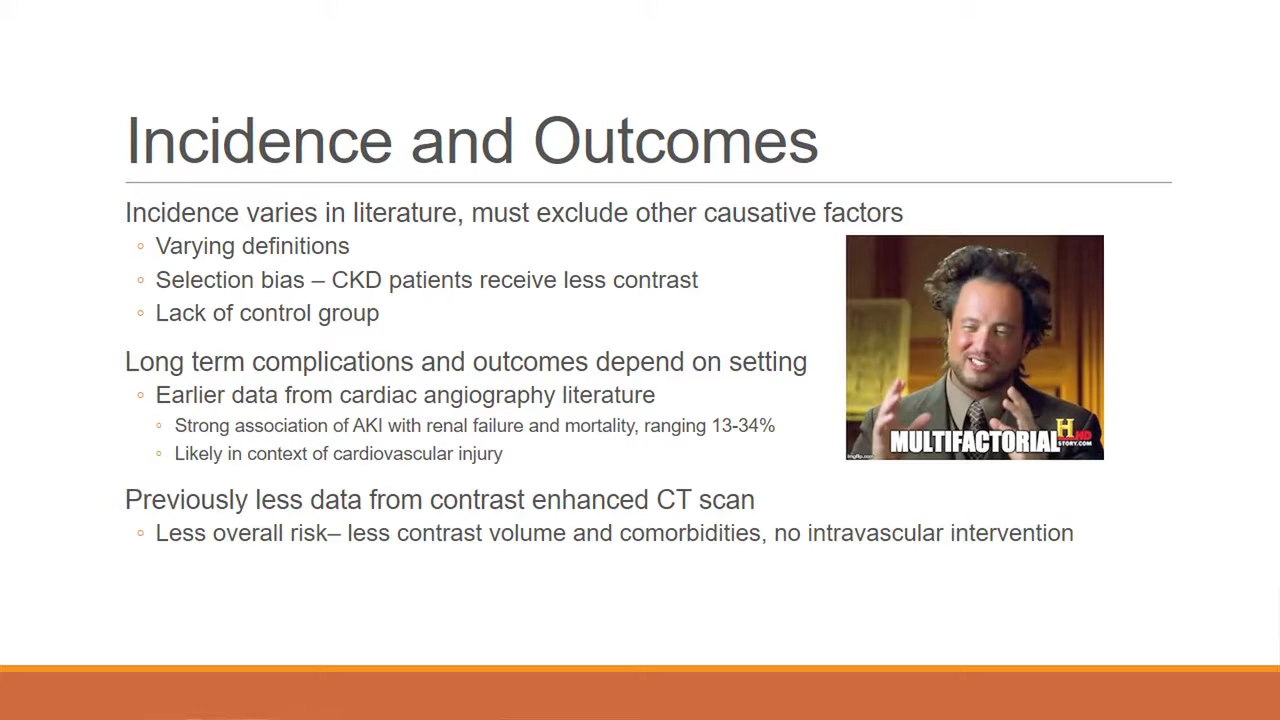 Incidence and Outcomes
Incidence varies in literature, must exclude other causative factors
◦ Varying definitions
◦ Selection bias – CKD patients receive less contrast
◦ Lack of control group
Long term complications and outcomes depend on setting
◦ Earlier data from cardiac angiography literature
◦ Strong association of AKI with renal failure and mortality, ranging 13-34%
◦ Likely in context of cardiovascular injury
Previously less data from contrast enhanced CT scan
◦ Less overall risk– less contrast volume and comorbidities, no intravascular intervention
MULTIFACTORIAL
H
STORY.COM
imgflip.com